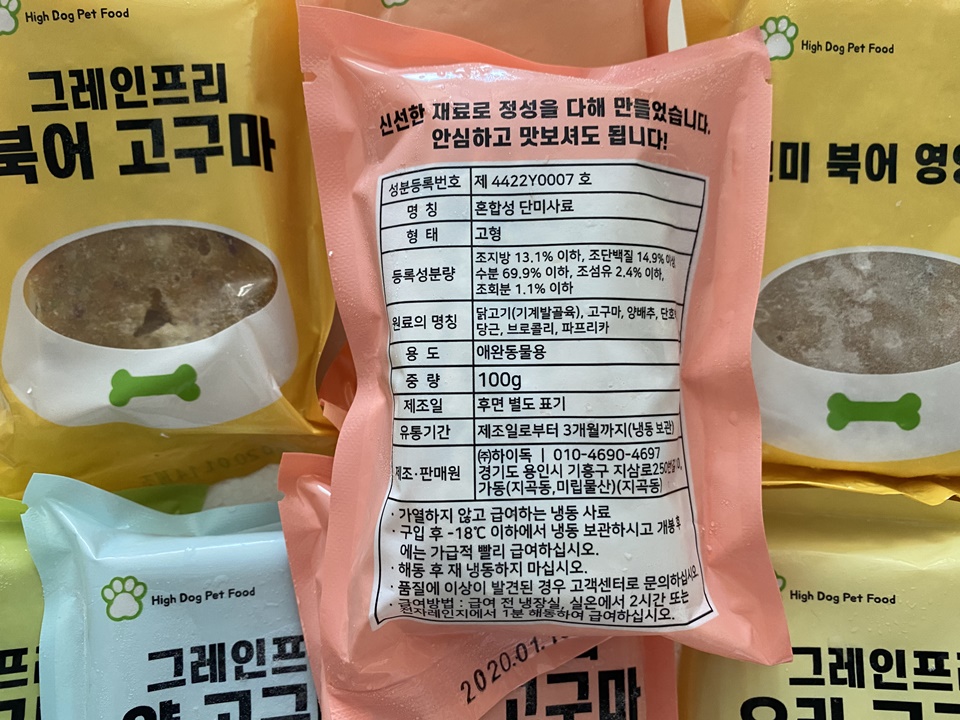 High Dog Pet Food
그레인프리
북어 고구마
High Dog Pet Food
북어
신선한 재료로 정성을 다해 만들었습니다.
안심하고 맛보셔도 됩니다!
성분등록번호 제 4422Y0007 호
명 칭 혼합성 단미사료
형 태 고형
등록성분량 조지방 13.1% 이하, 조단백질 14.9% 이상
수분 69.9% 이하, 조섬유 2.4% 이하,
조회분 1.1% 이하
원료의 명칭 닭고기(기계발골육), 고구마, 양배추,
당근, 브로콜리, 파프리카
용 도 애완동물용
중 량 100g
제조일 후면 별도 표기
유통기간 제조일로부터 3개월까지(냉동 보관)
제조·판매원 ㈜하이독 | 010-4690-4697
경기도 용인시 기흥구
가동(지곡동,미립물산)(지곡동)
· 가열하지 않고 급여하는 냉동 사료
· 구입 후 -18℃ 이하에서 냉동 보관하시고 개봉 후
에는 가급적 빨리 급여하십시오.
· 해동 후 재 냉동하지 마십시오.
· 품질에 이상이 발견된 경우 고객센터로 문의하십시오
· 급여방법 : 급여 전 냉장실, 실온에서 2시간 또는
전자레인지에서 1분 해동하여 급여하십시오.
High Dog Pet Food
그레인프
고구마
High Dog Pet Food
그레인프